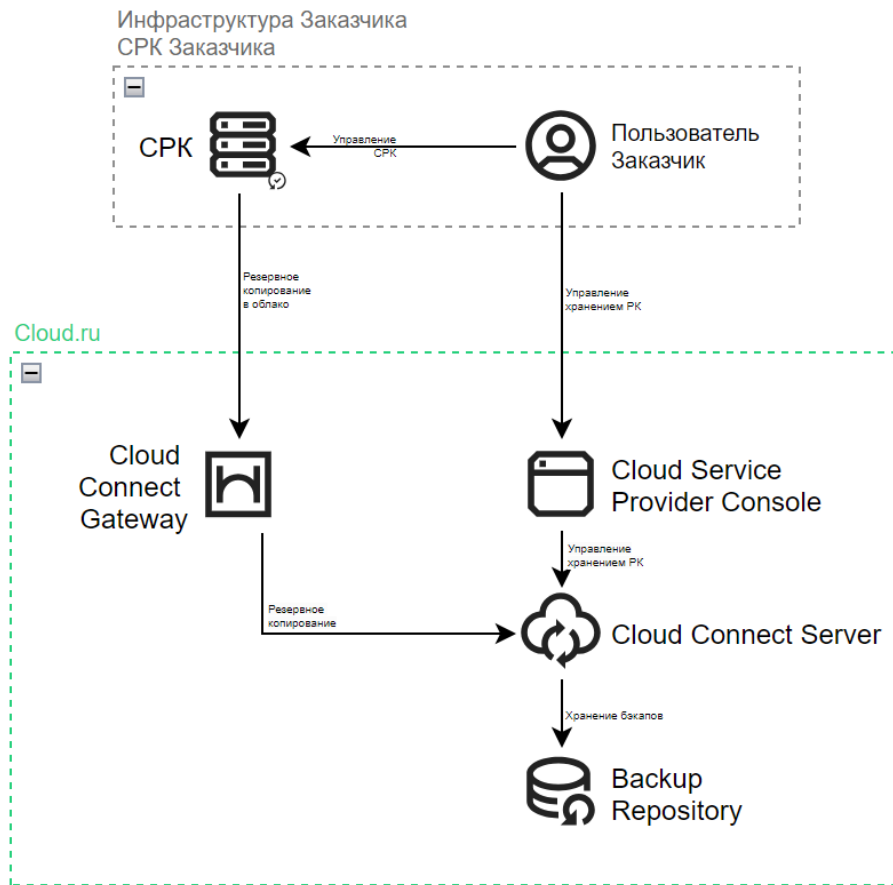 Инфраструктура Заказчика
СРК Заказчика
СРК
Управление
СРК
Пользователь
Заказчик
Резервное
копирование
в облако
Управление
хранением РК
Cloud.ru
Cloud
Connect
Gateway
Cloud Service
Provider Console
Управление
хранением РК
Резервное
копирование
Cloud Connect Server
Хранение бэкапов
Backup
Repository